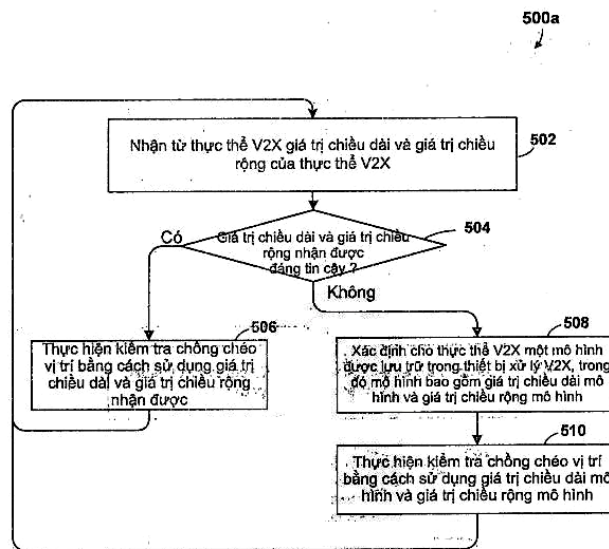 500a
Nhận từ thực thể V2X giá trị chiều dài và giá trị chiều
rộng của thực thể V2X
502
Giá trị chiều dài và giá trị chiều
rộng nhận được
đáng tin cậy ?
504
Có
Không
506
Thực hiện kiểm tra chồng chéo
vị trí bằng cách sử dụng giá trị
chiều dài và giá trị chiều rộng
nhận được
508
Xác định cho thực thể V2X một mô hình
được lưu trữ trong thiết bị xử lý V2X, trong
đó mô hình bao gồm giá trị chiều dài mô
hình và giá trị chiều rộng mô hình
510
Thực hiện kiểm tra chồng chéo vị trí
bằng cách sử dụng giá trị chiều dài mô
hình và giá trị chiều rộng mô hình